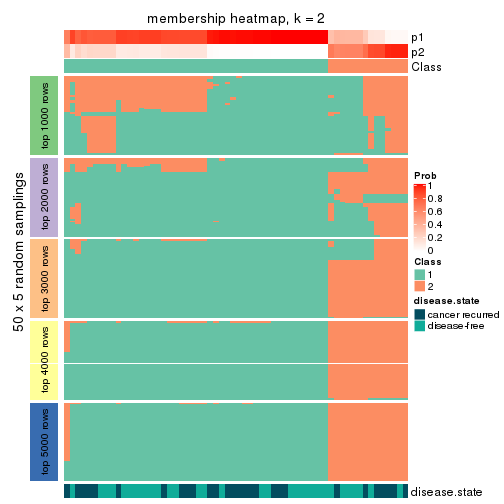 membership heatmap, k = 2
p1
p2
Class
50 x 5 random samplings
top 1000 rows
top 2000 rows
top 3000 rows
top 4000 rows
top 5000 rows
Prob
1
0.8
0.6
0.4
0.2
0
Class
1
2
disease.state
cancer recurred
disease-free
disease.state